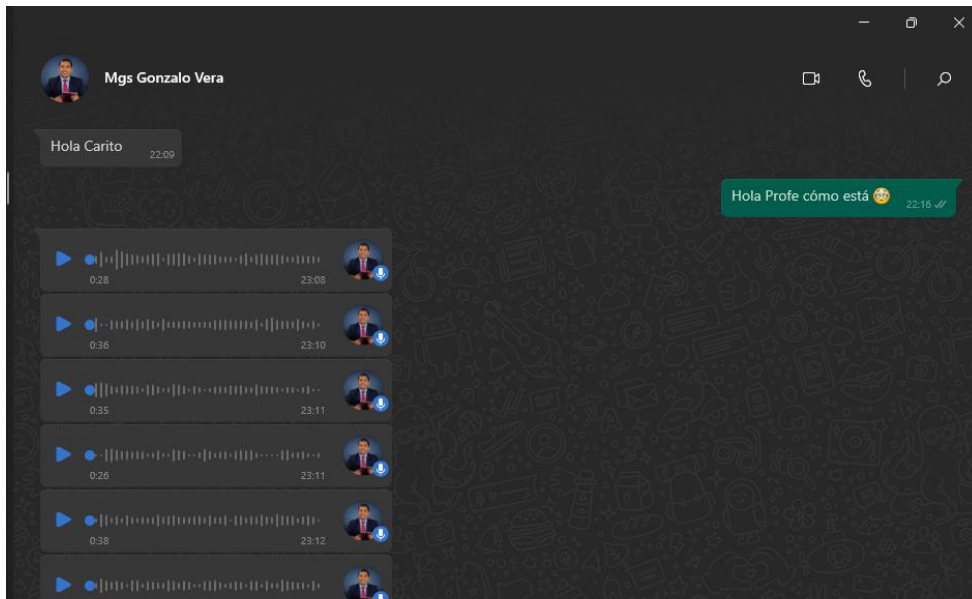 Mgs Gonzalo Vera
Hola Carito
22:09
Hola Profe cómo está
22:16
0:28 23:08
0:36 23:10
0:35 23:11
0:26 23:11
0:38 23:12